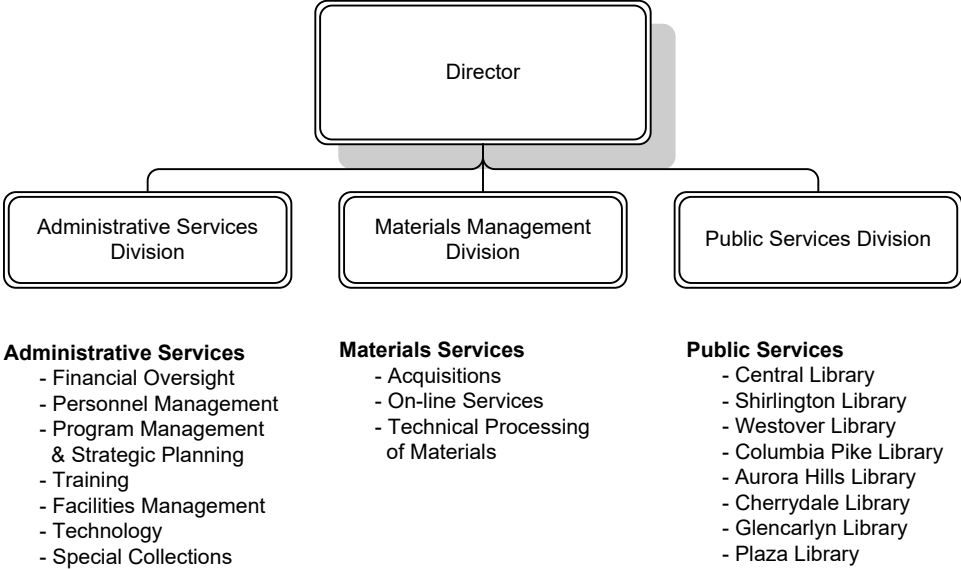 Director
Administrative Services
Division
Materials Management
Division
Public Services Division
Administrative Services
- Financial Oversight
- Personnel Management
- Program Management
& Strategic Planning
- Training
- Facilities Management
- Technology
- Special Collections
Materials Services
- Acquisitions
- On-line Services
- Technical Processing
of Materials
Public Services
- Central Library
- Shirlington Library
- Westover Library
- Columbia Pike Library
- Aurora Hills Library
- Cherrydale Library
- Glencarlyn Library
- Plaza Library